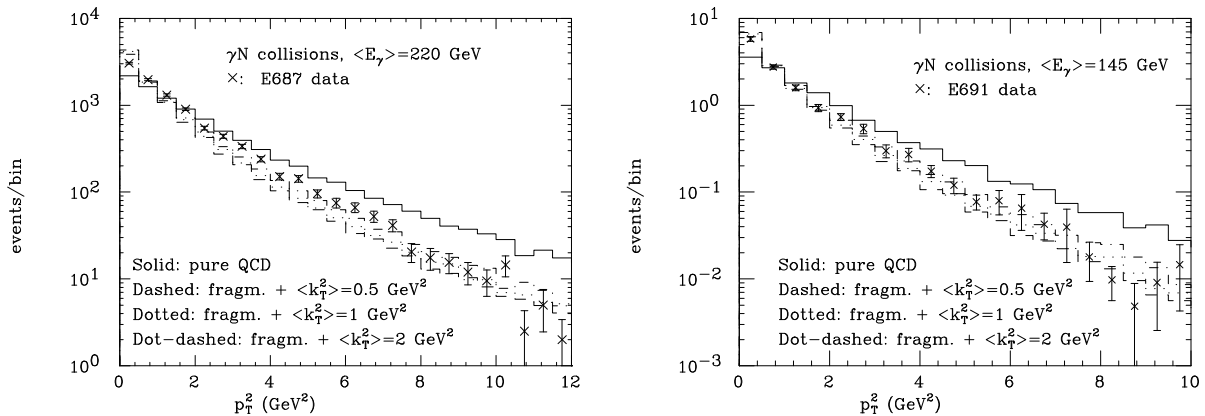 10^4
10^3
10^2
10^1
10^0
events/bin
γN collisions, <E_γ>=220 GeV
×: E687 data
Solid: pure QCD
Dashed: fragm. + <k_T^2>=0.5 GeV^2
Dotted: fragm. + <k_T^2>=1 GeV^2
Dot-dashed: fragm. + <k_T^2>=2 GeV^2
0 2 4 6 8 10 12
p_T^2 (GeV^2)
10^1
10^0
10^-1
10^-2
10^-3
events/bin
γN collisions, <E_γ>=145 GeV
×: E691 data
Solid: pure QCD
Dashed: fragm. + <k_T^2>=0.5 GeV^2
Dotted: fragm. + <k_T^2>=1 GeV^2
Dot-dashed: fragm. + <k_T^2>=2 GeV^2
0 2 4 6 8 10
p_T^2 (GeV^2)